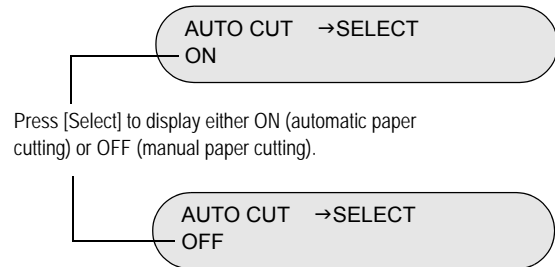 AUTO CUT →SELECT
ON
Press [Select] to display either ON (automatic paper
cutting) or OFF (manual paper cutting).
AUTO CUT →SELECT
OFF